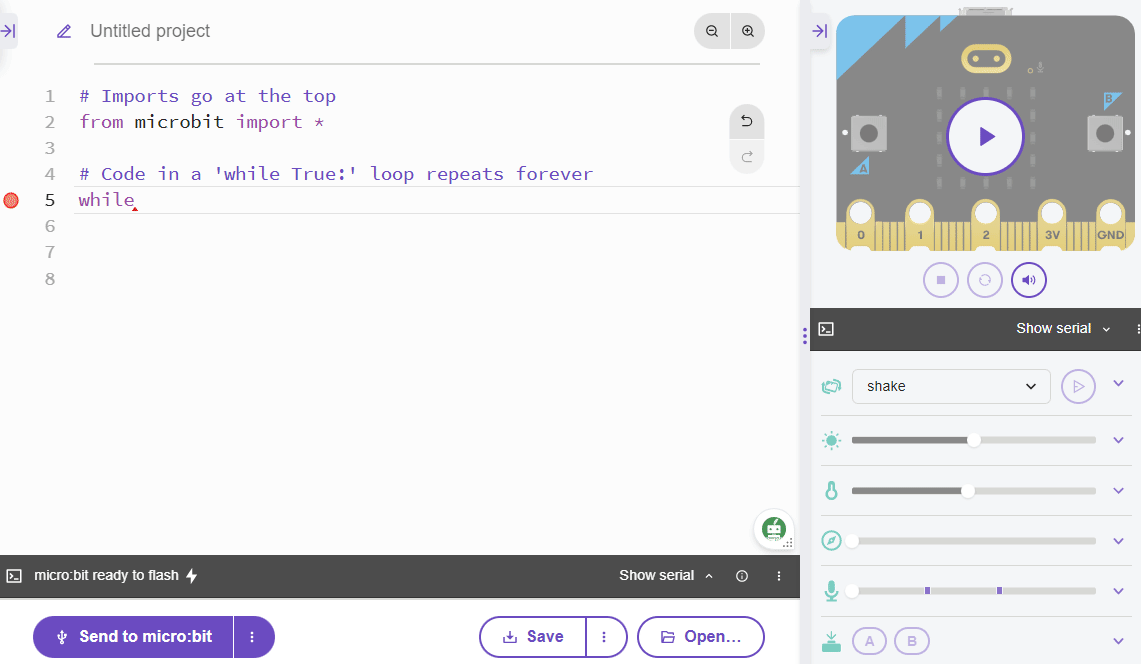 Untitled project
1 # Imports go at the top
2 from microbit import *
3
4 # Code in a 'while True:' loop repeats forever
5 while
6
7
8
micro:bit ready to flash
Show serial
Send to micro:bit
Save
Open...
B
A
0 1 2 3V GND
Show serial
shake
A B